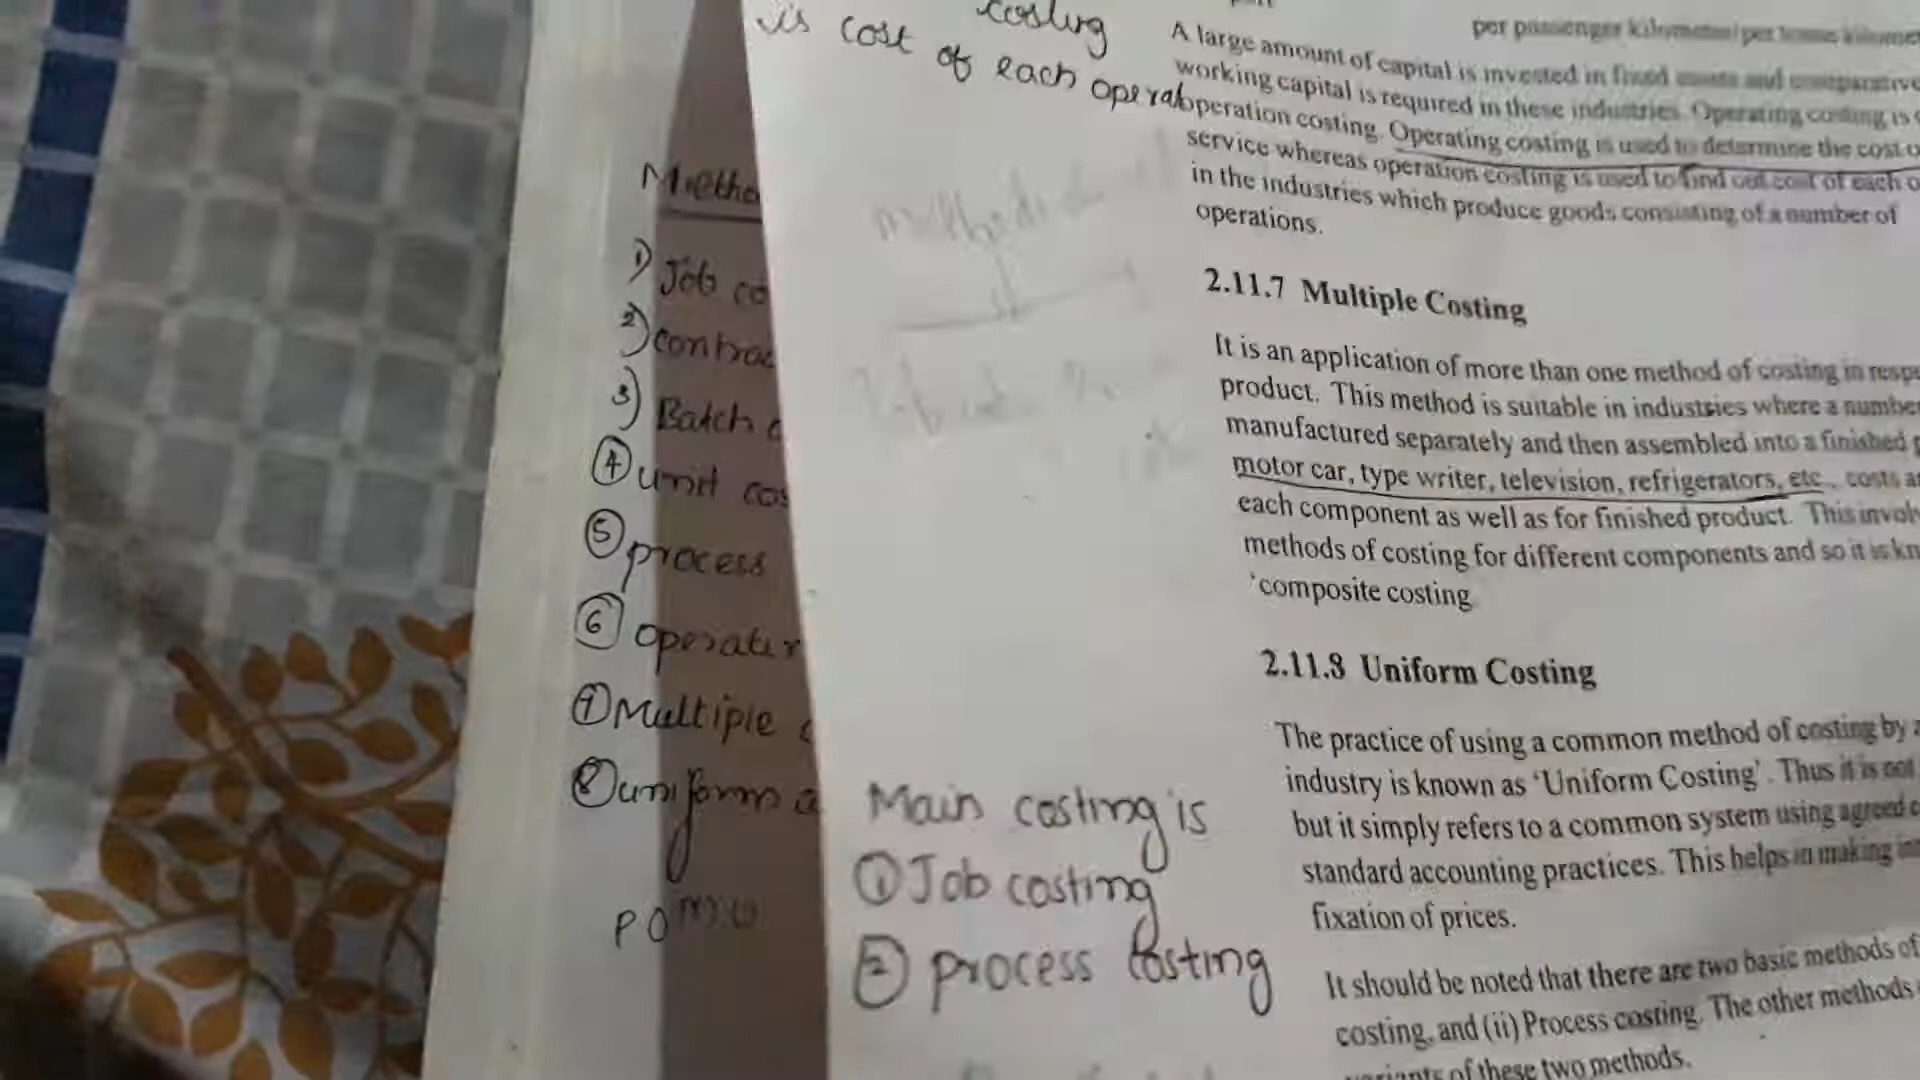 costing
is cost of each operat
Metho
1) Job co
2) contrac
3) Batch c
4 unit cos
5 process
6 operatin
7 Multiple c
8 uniform c
Main costing is
1 Job costing
2 process costing
per passenger kilometer/per tonne kilomet
A large amount of capital is invested in fixed assets and comparative
working capital is required in these industries. Operating costing is
operation costing. Operating costing is used to determine the cost o
service whereas operation costing is used to find out cost of each o
in the industries which produce goods consisting of a number of
operations.
2.11.7 Multiple Costing
It is an application of more than one method of costing in respe
product. This method is suitable in industries where a number
manufactured separately and then assembled into a finished p
motor car, type writer, television, refrigerators, etc., costs a
each component as well as for finished product. This involv
methods of costing for different components and so it is kn
'composite costing
2.11.8 Uniform Costing
The practice of using a common method of costing by a
industry is known as 'Uniform Costing'. Thus it is not
but it simply refers to a common system using agreed c
standard accounting practices. This helps in making int
fixation of prices.
It should be noted that there are two basic methods of
costing, and (ii) Process costing. The other methods
variants of these two methods.